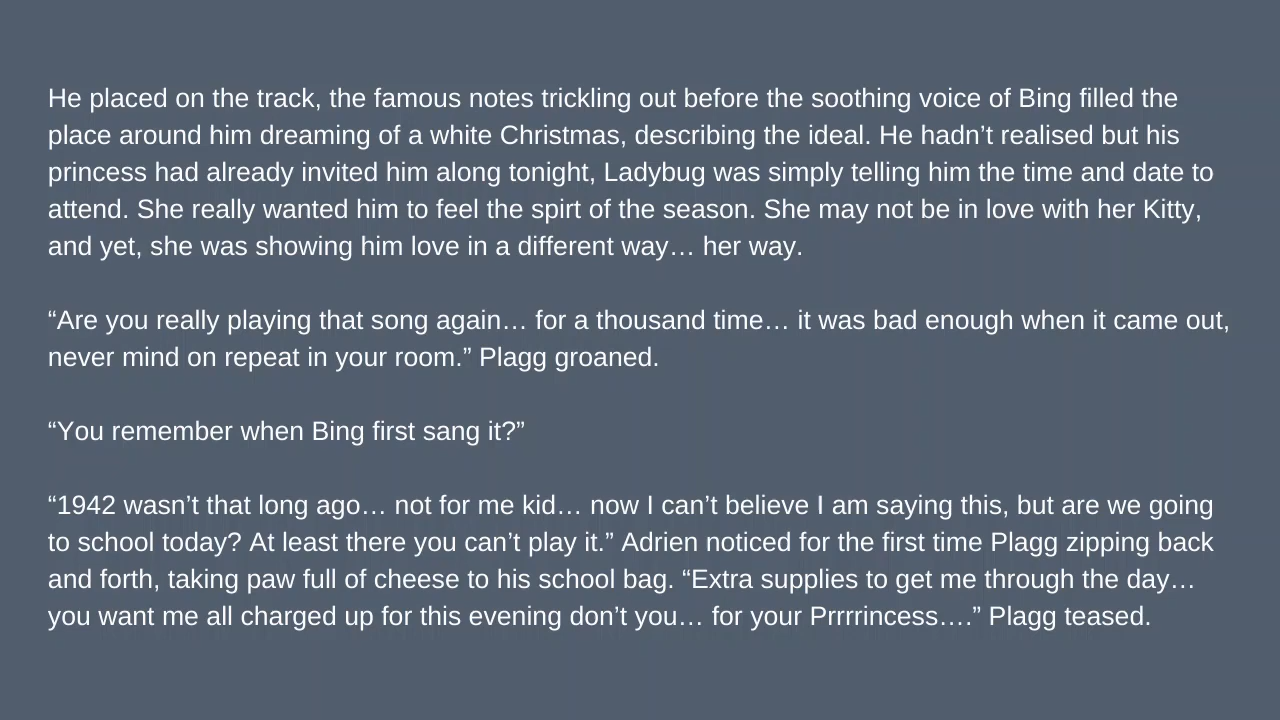 He placed on the track, the famous notes trickling out before the soothing voice of Bing filled the
place around him dreaming of a white Christmas, describing the ideal. He hadn’t realised but his
princess had already invited him along tonight, Ladybug was simply telling him the time and date to
attend. She really wanted him to feel the spirt of the season. She may not be in love with her Kitty,
and yet, she was showing him love in a different way… her way.
“Are you really playing that song again… for a thousand time… it was bad enough when it came out,
never mind on repeat in your room.” Plagg groaned.
“You remember when Bing first sang it?”
“1942 wasn’t that long ago… not for me kid… now I can’t believe I am saying this, but are we going
to school today? At least there you can’t play it.” Adrien noticed for the first time Plagg zipping back
and forth, taking paw full of cheese to his school bag. “Extra supplies to get me through the day…
you want me all charged up for this evening don’t you… for your Prrrrincess….” Plagg teased.